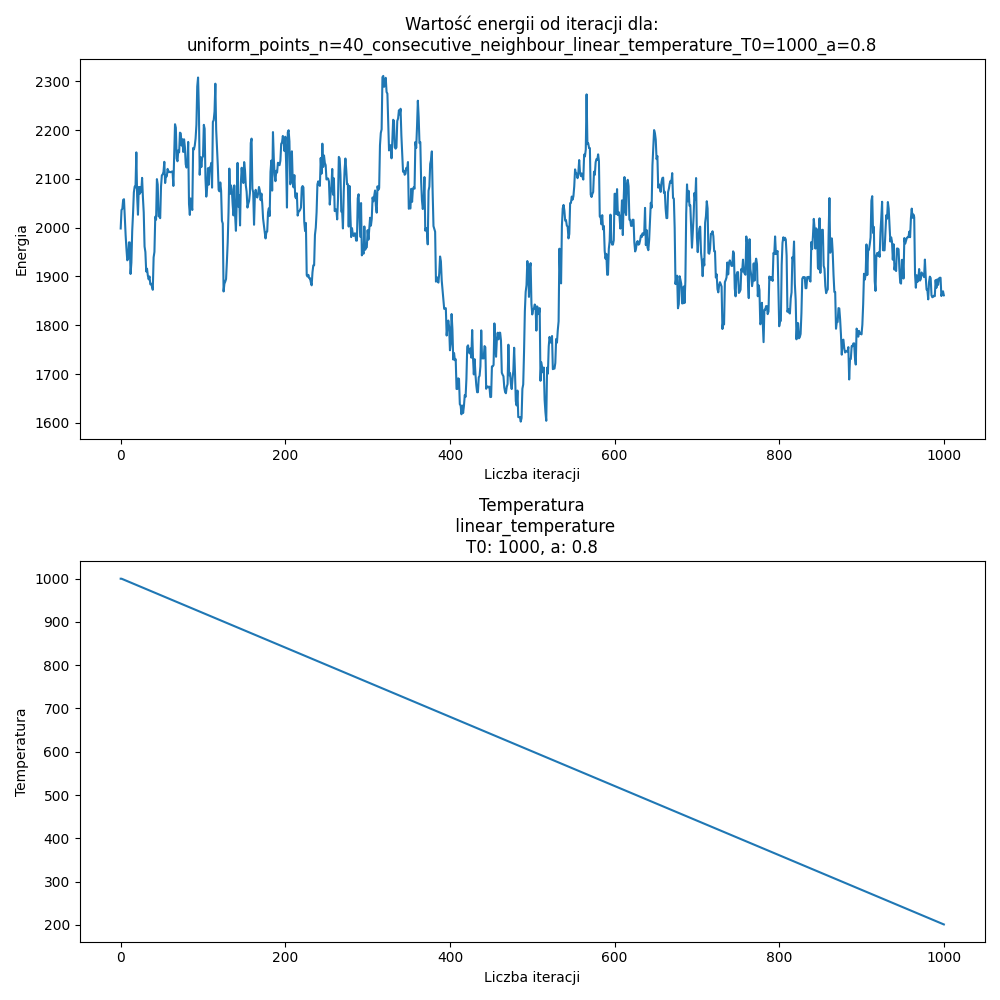 Wartość energii od iteracji dla:
uniform_points_n=40_consecutive_neighbour_linear_temperature_T0=1000_a=0.8
2300
2200
2100
2000
1900
1800
1700
1600
Energia
0 200 400 600 800 1000
Liczba iteracji
Temperatura
linear_temperature
T0: 1000, a: 0.8
1000
900
800
700
600
500
400
300
200
Temperatura
0 200 400 600 800 1000
Liczba iteracji